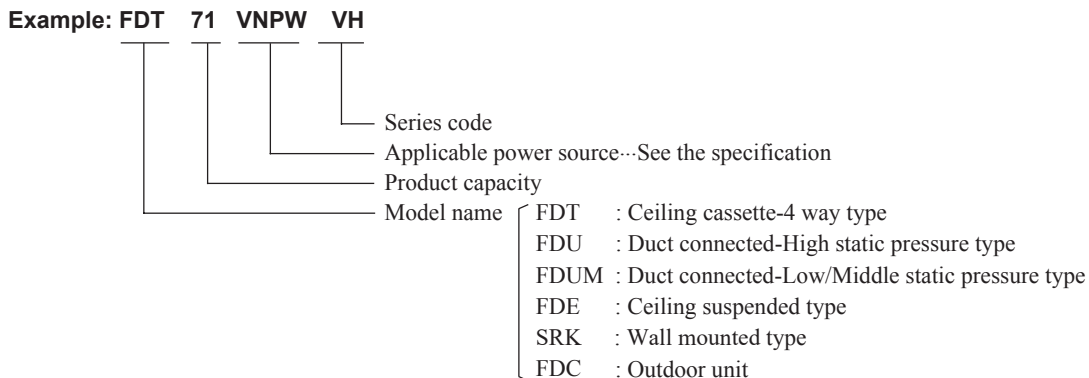 Example: FDT 71 VNPW VH
Series code
Applicable power source···See the specification
Product capacity
Model name
FDT : Ceiling cassette-4 way type
FDU : Duct connected-High static pressure type
FDUM : Duct connected-Low/Middle static pressure type
FDE : Ceiling suspended type
SRK : Wall mounted type
FDC : Outdoor unit